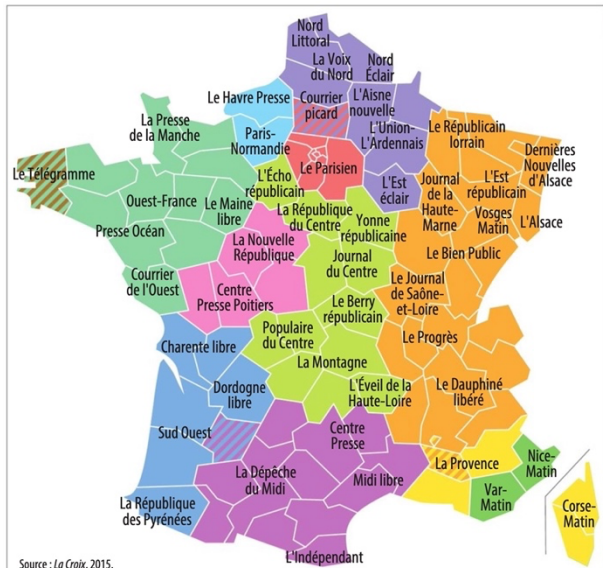 Nord
Littoral
La Voix
du Nord
Nord
Éclair
Le Havre Presse
Courrier
picard
L'Aisne
nouvelle
La Presse
de la Manche
Paris-
Normandie
L'Union-
L'Ardennais
Le Républicain
lorrain
Dernières
Nouvelles
d'Alsace
Le Télégramme
L'Écho
républicain
Le Parisien
L'Est
éclair
Journal
de la
Haute-
Marne
L'Est
républicain
Ouest-France
Le Maine
libre
La République
du Centre
Yonne
républicaine
Vosges
Matin
L'Alsace
Presse Océan
La Nouvelle
République
Journal
du Centre
Le Bien Public
Courrier
de l'Ouest
Centre
Presse Poitiers
Le Berry
républicain
Le Journal
de Saône-
et-Loire
Charente libre
Populaire
du Centre
Le Progrès
La Montagne
Dordogne
libre
L'Éveil de la
Haute-Loire
Le Dauphiné
libéré
Sud Ouest
Centre
Presse
La Provence
Nice-
Matin
La Dépêche
du Midi
Midi libre
Var-
Matin
La République
des Pyrénées
Corse-
Matin
L'Indépendant
Source : La Croix, 2015.